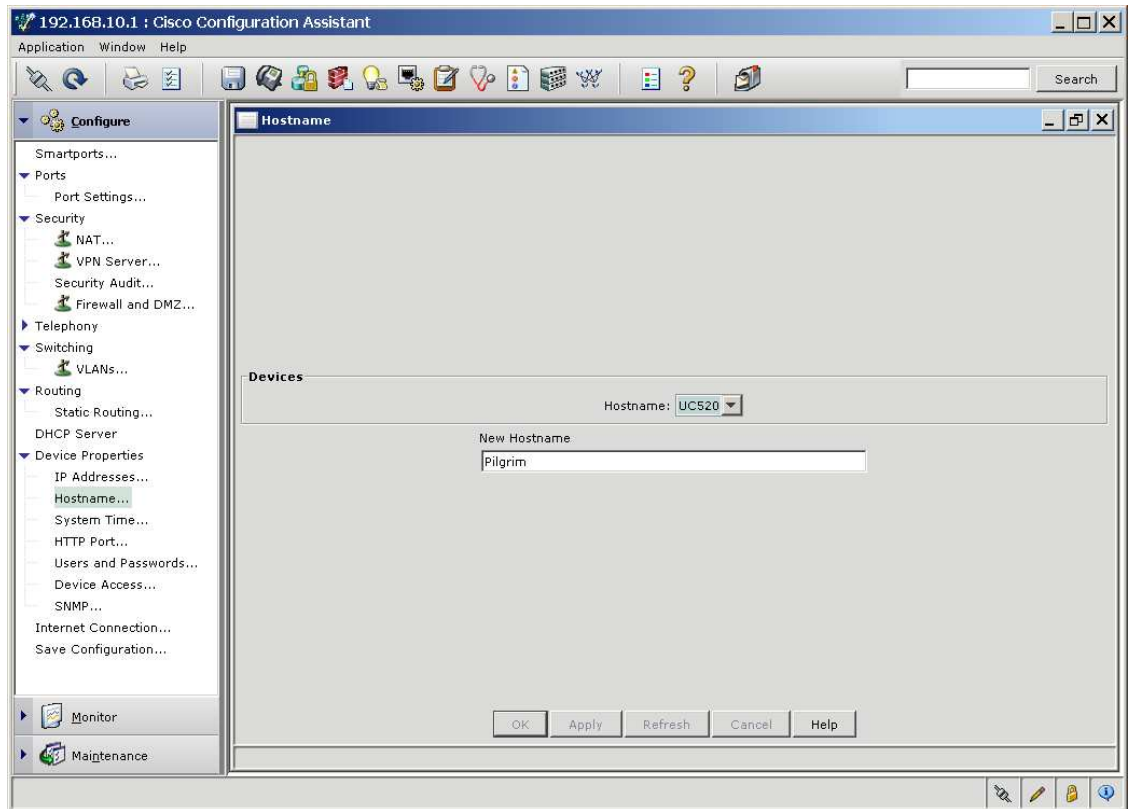 192.168.10.1 : Cisco Configuration Assistant
Application Window Help
Search
Configure
Smartports...
Ports
Port Settings...
Security
NAT...
VPN Server...
Security Audit...
Firewall and DMZ...
Telephony
Switching
VLANs...
Routing
Static Routing...
DHCP Server
Device Properties
IP Addresses...
Hostname...
System Time...
HTTP Port...
Users and Passwords...
Device Access...
SNMP...
Internet Connection...
Save Configuration...
Monitor
Maintenance
Hostname
Devices
Hostname: UC520
New Hostname
Pilgrim
OK Apply Refresh Cancel Help